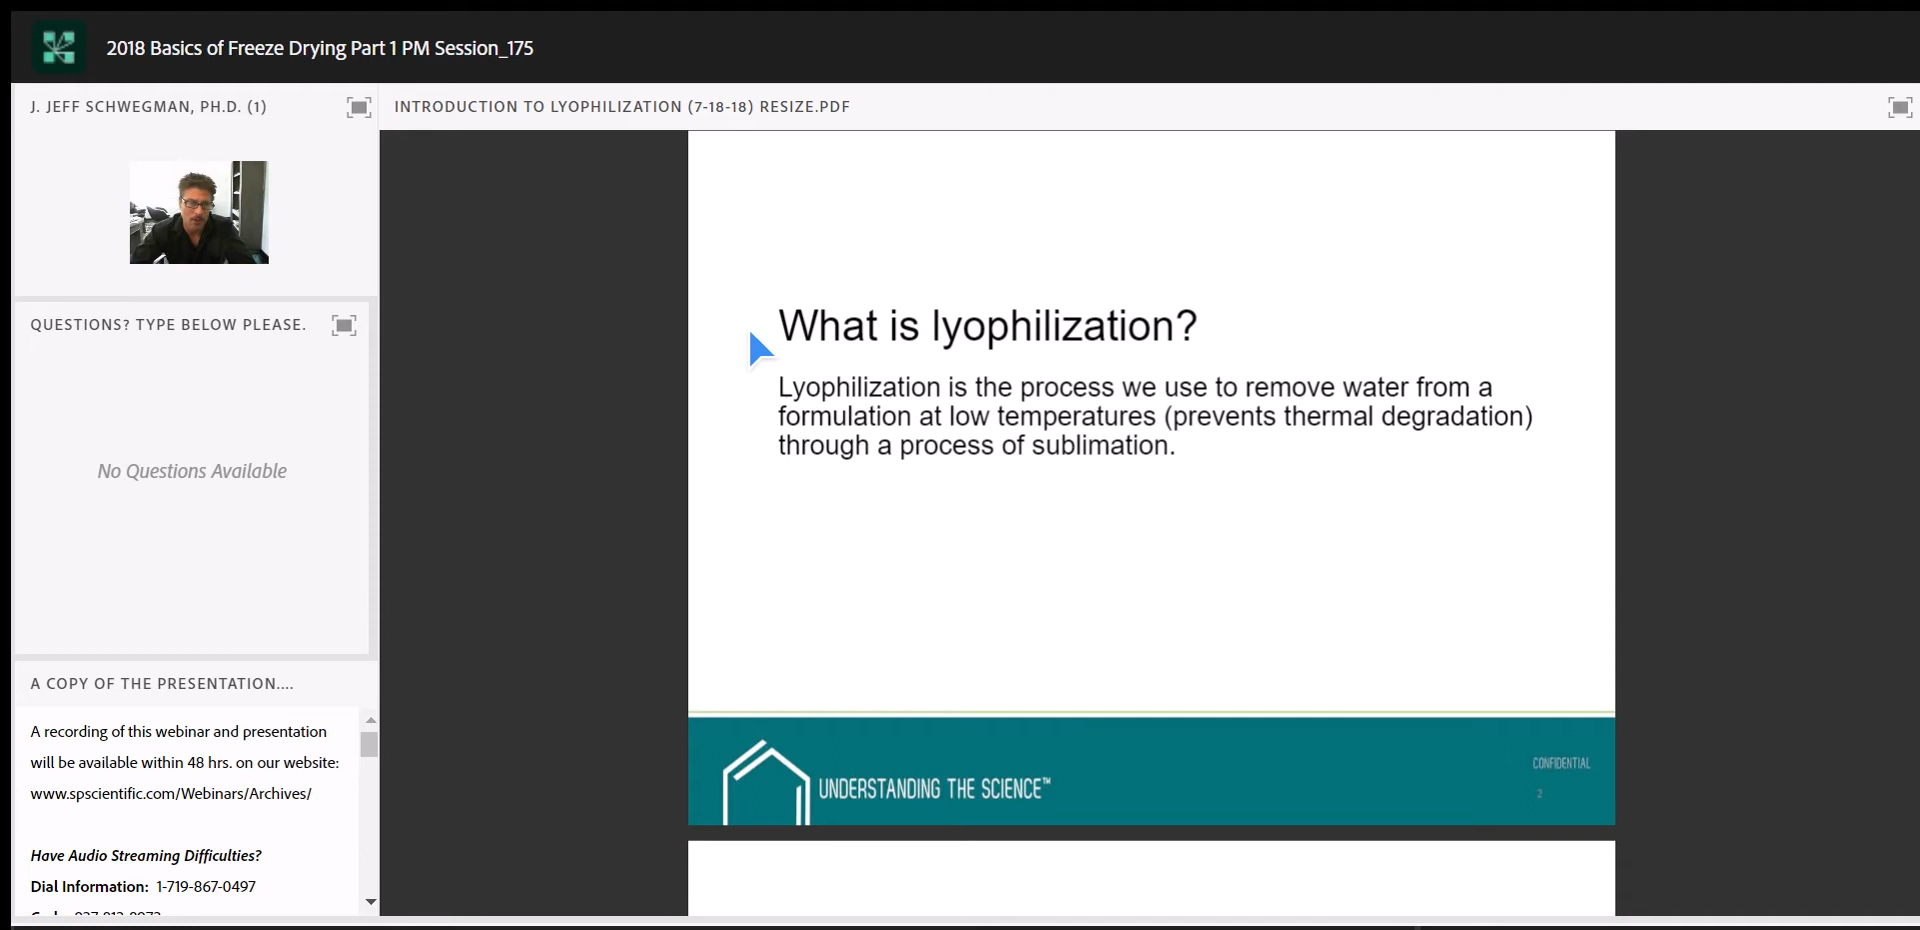 2018 Basics of Freeze Drying Part 1 PM Session_175
J. JEFF SCHWEGMAN, PH.D. (1)
INTRODUCTION TO LYOPHILIZATION (7-18-18) RESIZE.PDF
QUESTIONS? TYPE BELOW PLEASE.
No Questions Available
A COPY OF THE PRESENTATION....
A recording of this webinar and presentation
will be available within 48 hrs. on our website:
www.spscientific.com/Webinars/Archives/
Have Audio Streaming Difficulties?
Dial Information: 1-719-867-0497
What is lyophilization?
Lyophilization is the process we use to remove water from a
formulation at low temperatures (prevents thermal degradation)
through a process of sublimation.
UNDERSTANDING THE SCIENCE™
CONFIDENTIAL
2